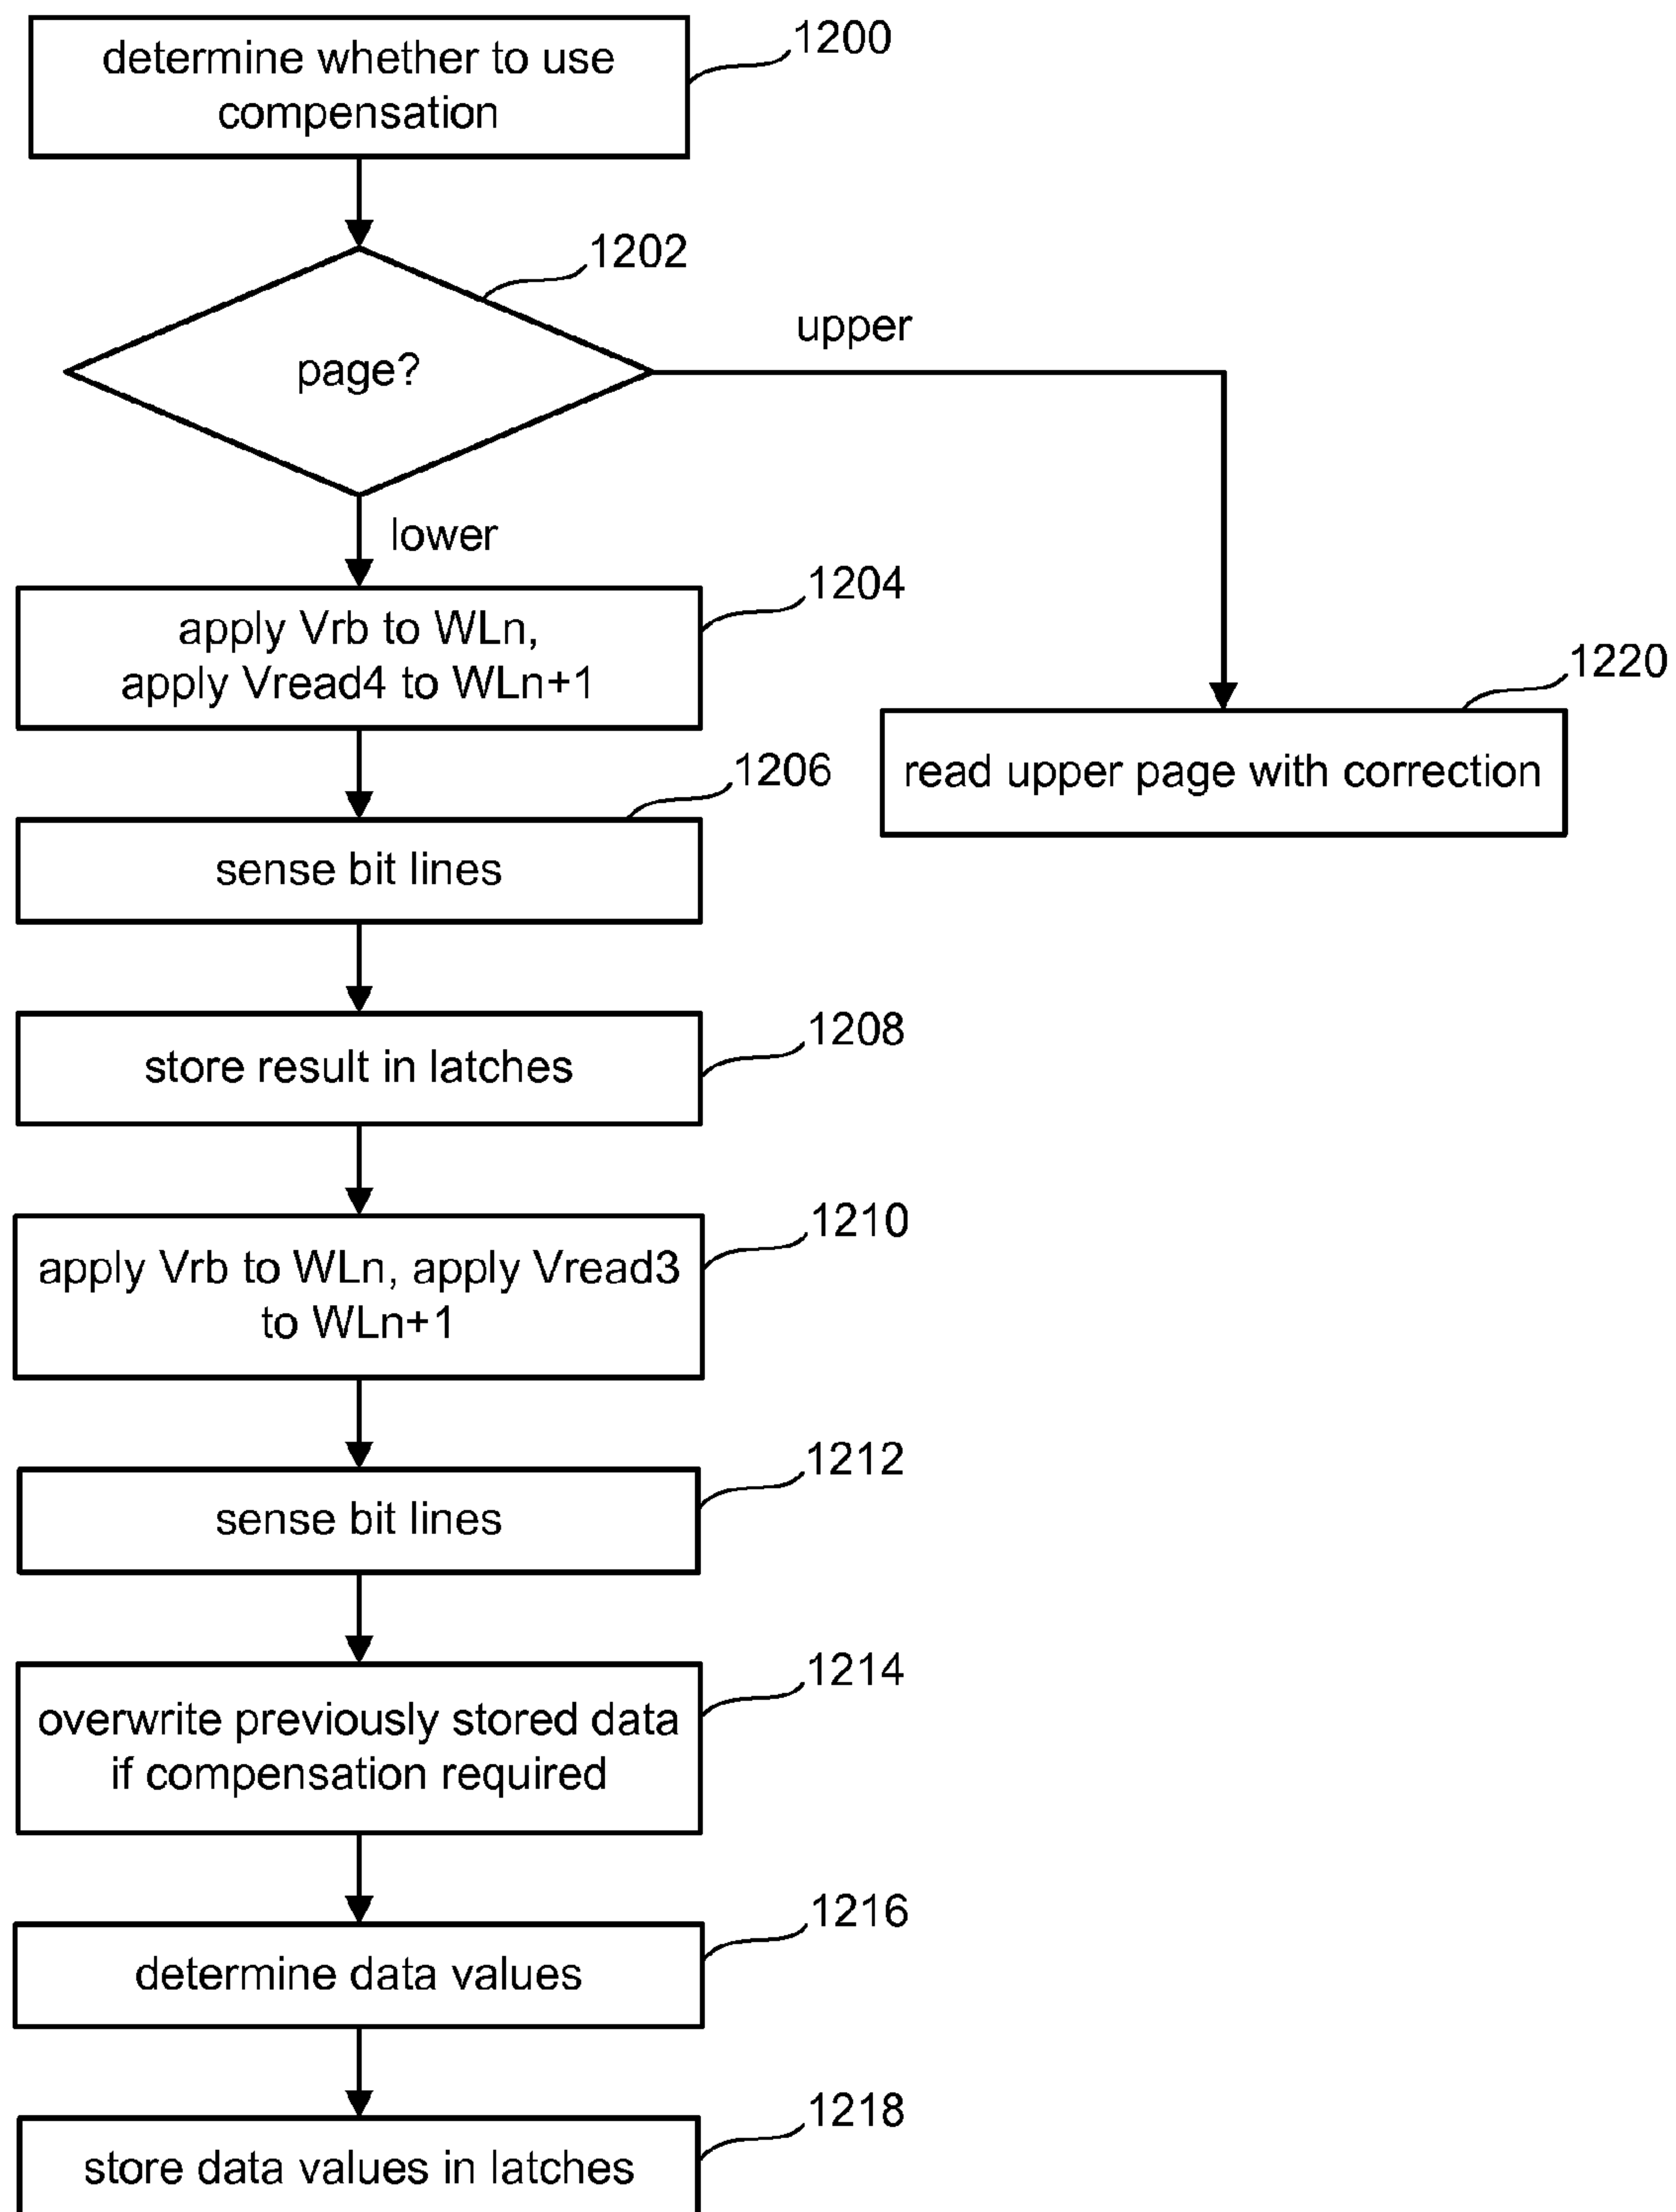 determine whether to use
compensation
1200
1202
page?
upper
lower
1204
apply Vrb to WLn,
apply Vread4 to WLn+1
1220
read upper page with correction
1206
sense bit lines
1208
store result in latches
1210
apply Vrb to WLn, apply Vread3
to WLn+1
1212
sense bit lines
1214
overwrite previously stored data
if compensation required
1216
determine data values
1218
store data values in latches